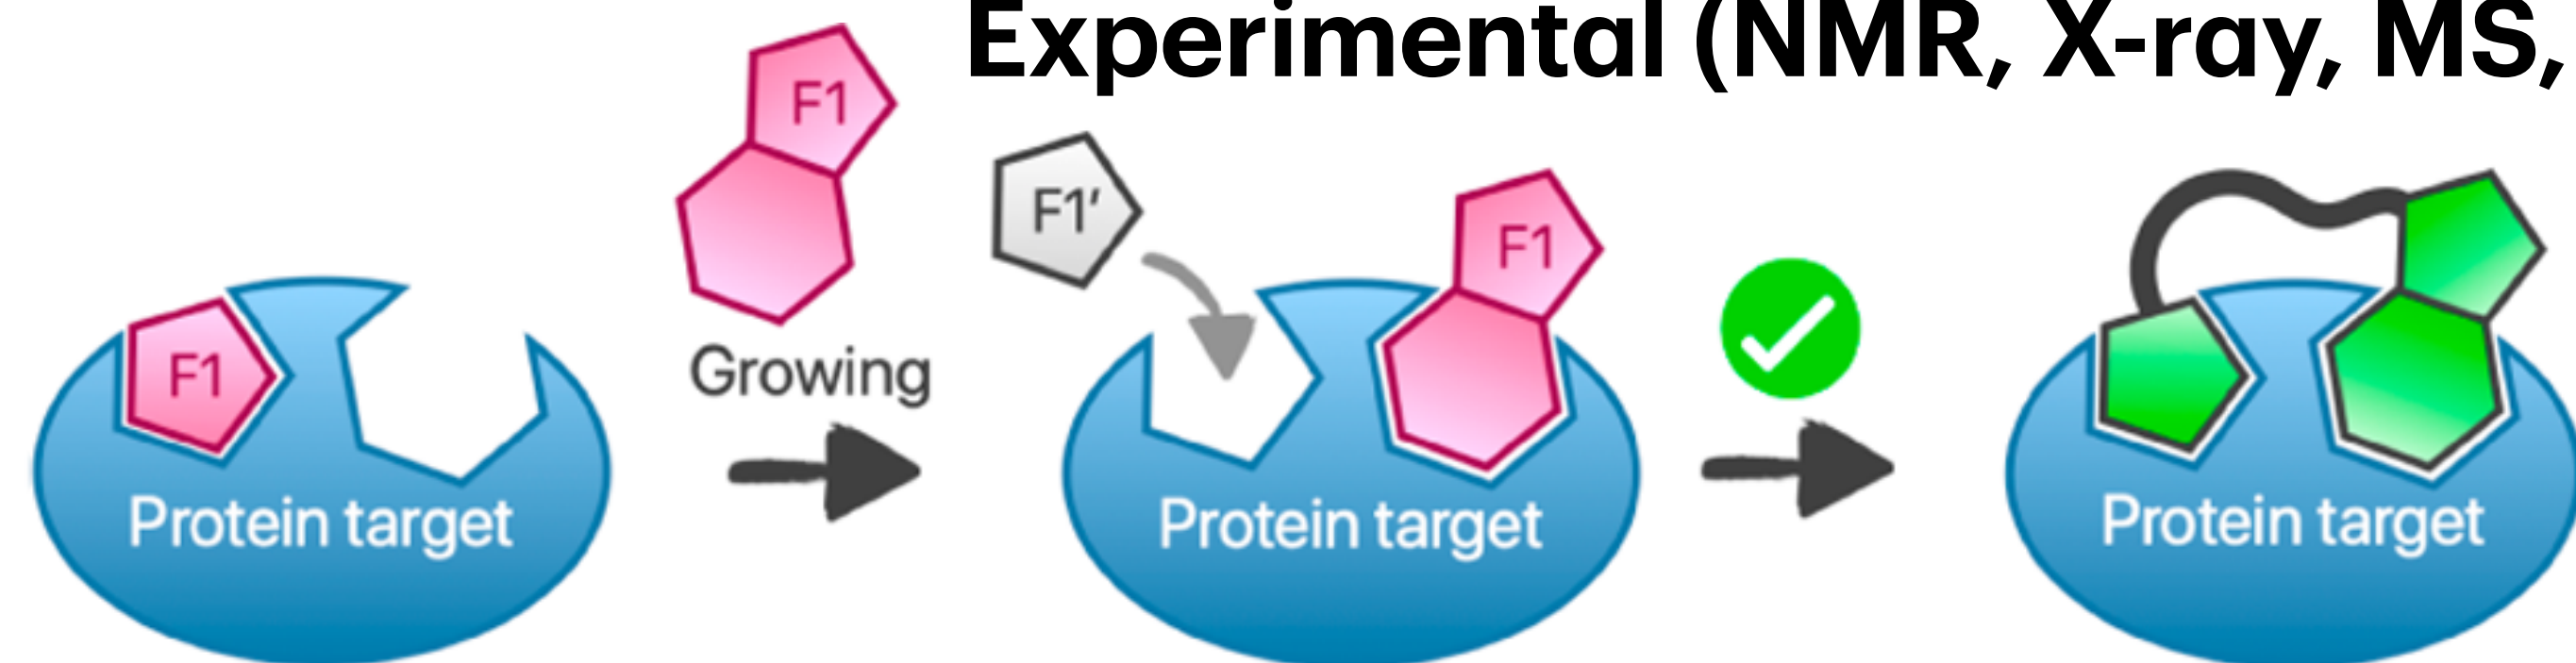 Experimental (NMR, X-ray, MS,
F1
F1′
F1
F1
Growing
Protein target
Protein target
Protein target